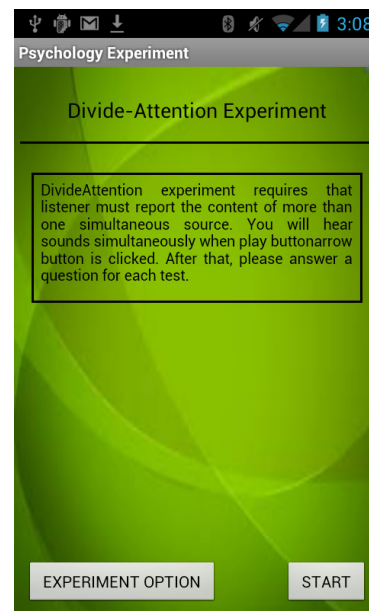 3:08
Psychology Experiment
Divide-Attention Experiment
DivideAttention experiment requires that
listener must report the content of more than
one simultaneous source. You will hear
sounds simultaneously when play buttonarrow
button is clicked. After that, please answer a
question for each test.
EXPERIMENT OPTION START